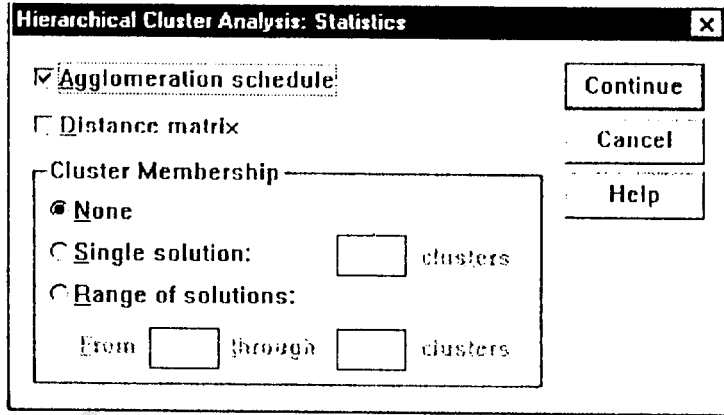 Hierarchical Cluster Analysis: Statistics
Agglomeration schedule
Continue
Distance matrix
Cancel
Cluster Membership
Help
None
Single solution: clusters
Range of solutions:
From through clusters